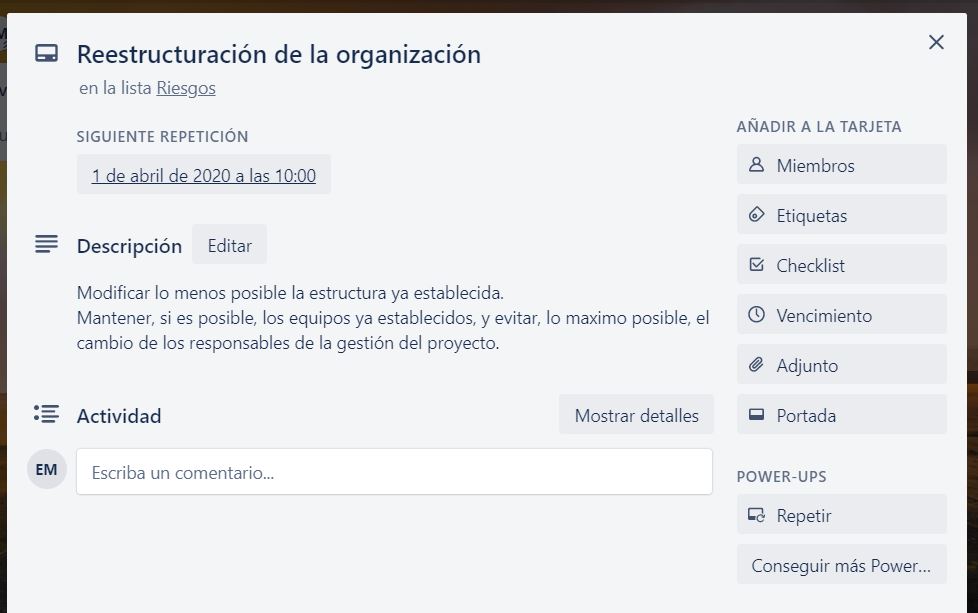 Reestructuración de la organización
en la lista Riesgos
SIGUIENTE REPETICIÓN
1 de abril de 2020 a las 10:00
Descripción
Editar
Modificar lo menos posible la estructura ya establecida.
Mantener, si es posible, los equipos ya establecidos, y evitar, lo maximo posible, el
cambio de los responsables de la gestión del proyecto.
Actividad
Mostrar detalles
EM
Escriba un comentario...
AÑADIR A LA TARJETA
Miembros
Etiquetas
Checklist
Vencimiento
Adjunto
Portada
POWER-UPS
Repetir
Conseguir más Power...